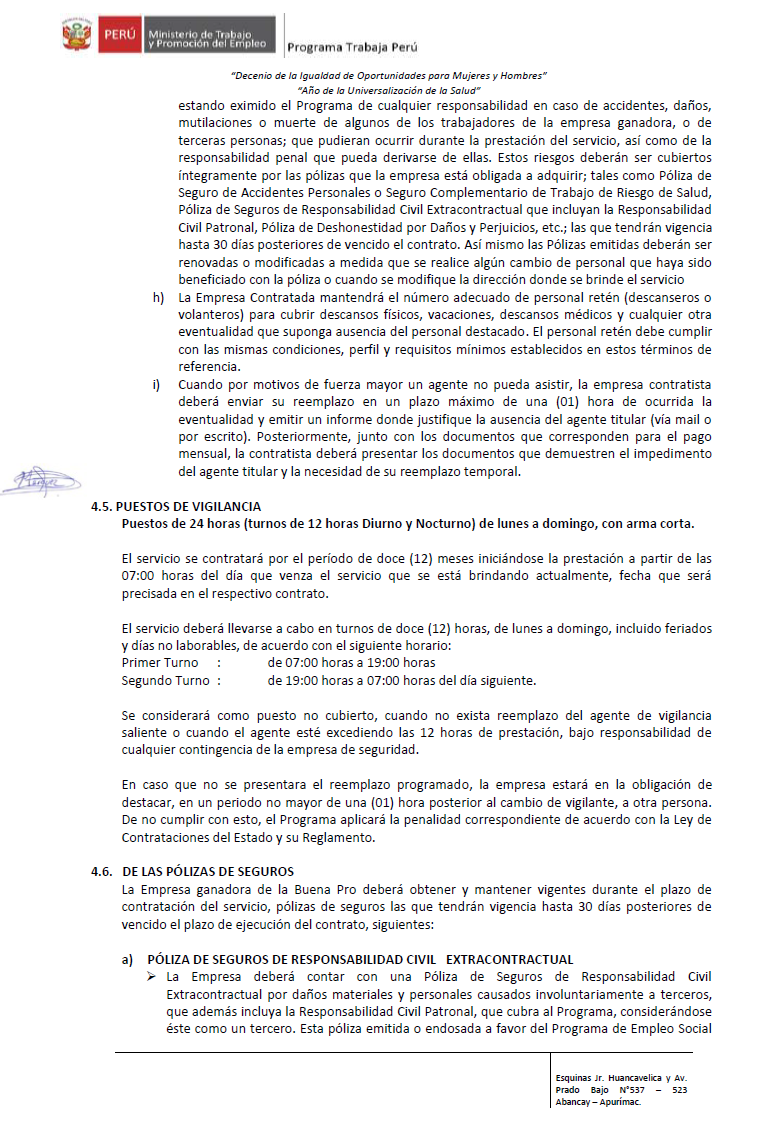 PERÚ
Ministerio de Trabajo
y Promoción del Empleo
Programa Trabaja Perú
“Decenio de la Igualdad de Oportunidades para Mujeres y Hombres”
“Año de la Universalización de la Salud”
estando eximido el Programa de cualquier responsabilidad en caso de accidentes, daños,
mutilaciones o muerte de algunos de los trabajadores de la empresa ganadora, o de
terceras personas; que pudieran ocurrir durante la prestación del servicio, así como de la
responsabilidad penal que pueda derivarse de ellas. Estos riesgos deberán ser cubiertos
íntegramente por las pólizas que la empresa está obligada a adquirir; tales como Póliza de
Seguro de Accidentes Personales o Seguro Complementario de Trabajo de Riesgo de Salud,
Póliza de Seguros de Responsabilidad Civil Extracontractual que incluyan la Responsabilidad
Civil Patronal, Póliza de Deshonestidad por Daños y Perjuicios, etc.; las que tendrán vigencia
hasta 30 días posteriores de vencido el contrato. Así mismo las Pólizas emitidas deberán ser
renovadas o modificadas a medida que se realice algún cambio de personal que haya sido
beneficiado con la póliza o cuando se modifique la dirección donde se brinde el servicio
h) La Empresa Contratada mantendrá el número adecuado de personal retén (descanseros o
volanteros) para cubrir descansos físicos, vacaciones, descansos médicos y cualquier otra
eventualidad que suponga ausencia del personal destacado. El personal retén debe cumplir
con las mismas condiciones, perfil y requisitos mínimos establecidos en estos términos de
referencia.
i) Cuando por motivos de fuerza mayor un agente no pueda asistir, la empresa contratista
deberá enviar su reemplazo en un plazo máximo de una (01) hora de ocurrida la
eventualidad y emitir un informe donde justifique la ausencia del agente titular (vía mail o
por escrito). Posteriormente, junto con los documentos que corresponden para el pago
mensual, la contratista deberá presentar los documentos que demuestren el impedimento
del agente titular y la necesidad de su reemplazo temporal.
4.5. PUESTOS DE VIGILANCIA
Puestos de 24 horas (turnos de 12 horas Diurno y Nocturno) de lunes a domingo, con arma corta.
El servicio se contratará por el período de doce (12) meses iniciándose la prestación a partir de las
07:00 horas del día que venza el servicio que se está brindando actualmente, fecha que será
precisada en el respectivo contrato.
El servicio deberá llevarse a cabo en turnos de doce (12) horas, de lunes a domingo, incluido feriados
y días no laborables, de acuerdo con el siguiente horario:
Primer Turno : de 07:00 horas a 19:00 horas
Segundo Turno : de 19:00 horas a 07:00 horas del día siguiente.
Se considerará como puesto no cubierto, cuando no exista reemplazo del agente de vigilancia
saliente o cuando el agente esté excediendo las 12 horas de prestación, bajo responsabilidad de
cualquier contingencia de la empresa de seguridad.
En caso que no se presentara el reemplazo programado, la empresa estará en la obligación de
destacar, en un periodo no mayor de una (01) hora posterior al cambio de vigilante, a otra persona.
De no cumplir con esto, el Programa aplicará la penalidad correspondiente de acuerdo con la Ley de
Contrataciones del Estado y su Reglamento.
4.6. DE LAS PÓLIZAS DE SEGUROS
La Empresa ganadora de la Buena Pro deberá obtener y mantener vigentes durante el plazo de
contratación del servicio, pólizas de seguros las que tendrán vigencia hasta 30 días posteriores de
vencido el plazo de ejecución del contrato, siguientes:
a) PÓLIZA DE SEGUROS DE RESPONSABILIDAD CIVIL EXTRACONTRACTUAL
➢ La Empresa deberá contar con una Póliza de Seguros de Responsabilidad Civil
Extracontractual por daños materiales y personales causados involuntariamente a terceros,
que además incluya la Responsabilidad Civil Patronal, que cubra al Programa, considerándose
éste como un tercero. Esta póliza emitida o endosada a favor del Programa de Empleo Social
Esquinas Jr. Huancavelica y Av.
Prado Bajo N°537 – 523
Abancay – Apurímac.